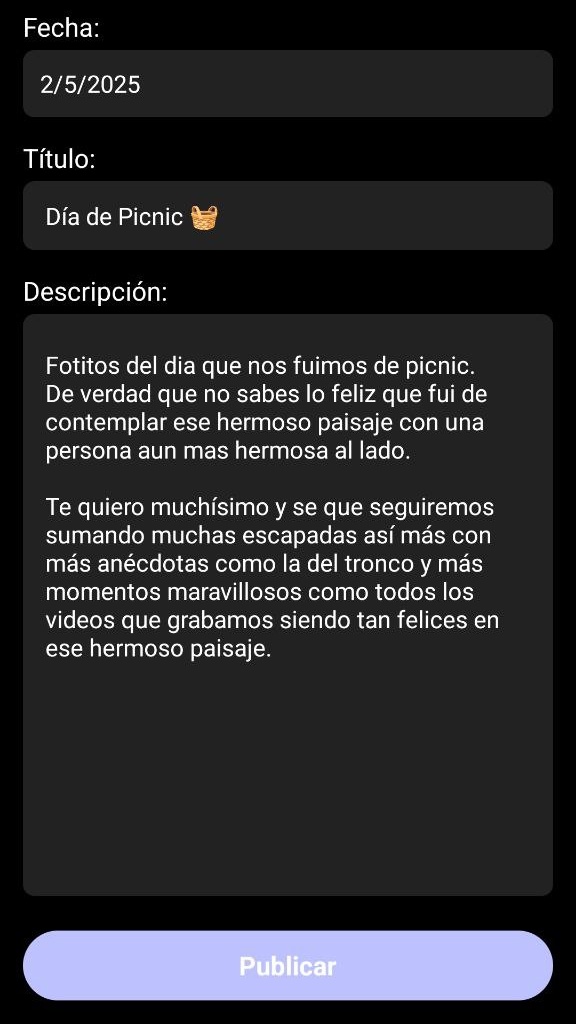 Fecha:
2/5/2025
Título:
Día de Picnic 🧺
Descripción:
Fotitos del dia que nos fuimos de picnic.
De verdad que no sabes lo feliz que fui de
contemplar ese hermoso paisaje con una
persona aun mas hermosa al lado.
Te quiero muchísimo y se que seguiremos
sumando muchas escapadas así más con
más anécdotas como la del tronco y más
momentos maravillosos como todos los
videos que grabamos siendo tan felices en
ese hermoso paisaje.
Publicar